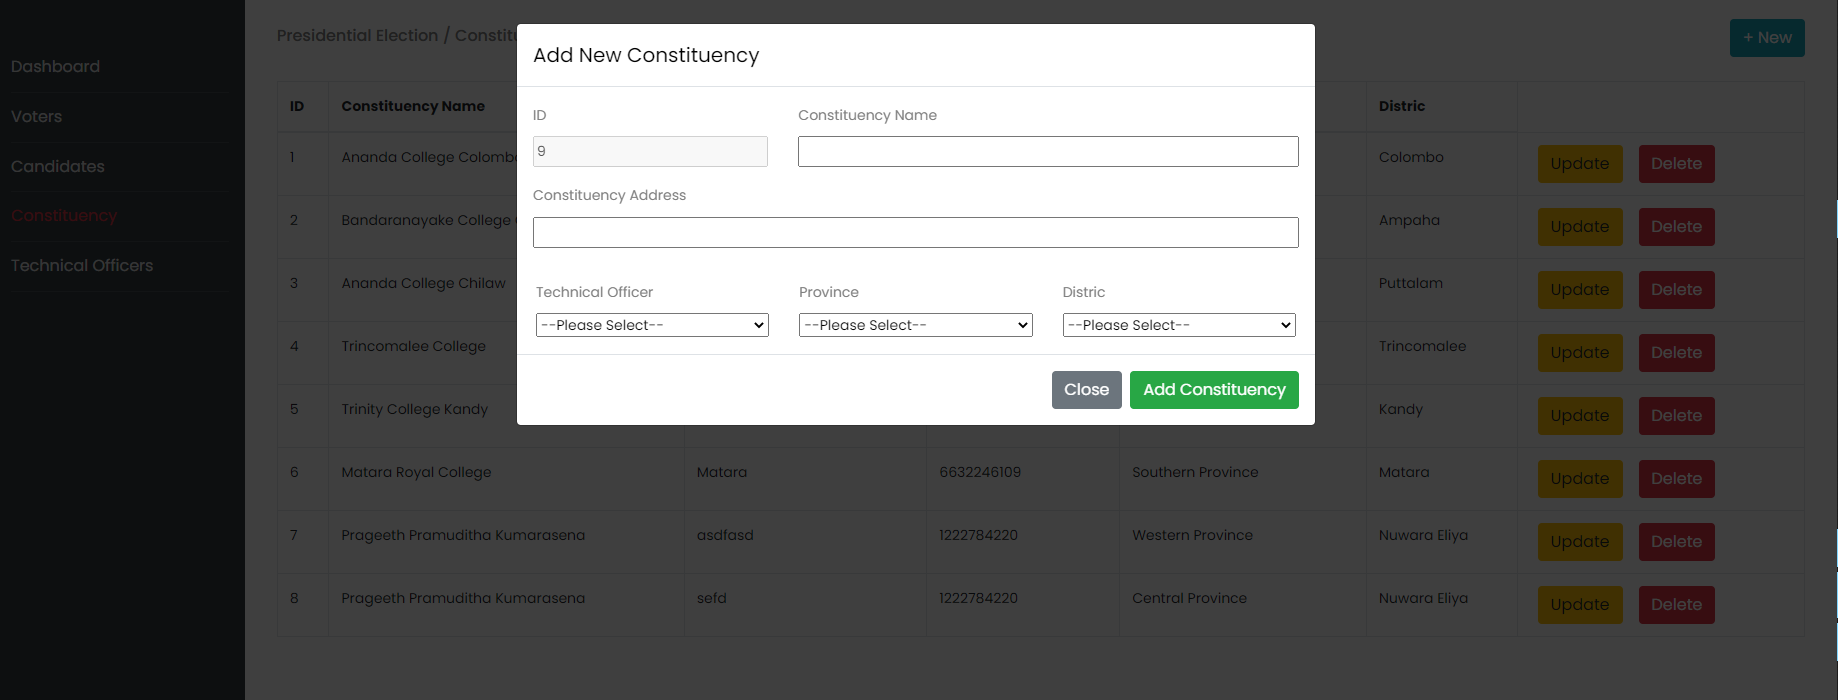 Dashboard
Voters
Candidates
Constituency
Technical Officers
Presidential Election / Constitu
+ New
Add New Constituency
ID
9
Constituency Name
Constituency Address
Technical Officer
--Please Select--
Province
--Please Select--
Distric
--Please Select--
Close
Add Constituency
ID Constituency Name Distric
1 Ananda College Colombo Colombo Update Delete
2 Bandaranayake College Ampaha Update Delete
3 Ananda College Chilaw Puttalam Update Delete
4 Trincomalee College Trincomalee Update Delete
5 Trinity College Kandy Kandy Update Delete
6 Matara Royal College Matara 6632246109 Southern Province Matara Update Delete
7 Prageeth Pramuditha Kumarasena asdfasd 1222784220 Western Province Nuwara Eliya Update Delete
8 Prageeth Pramuditha Kumarasena sefd 1222784220 Central Province Nuwara Eliya Update Delete